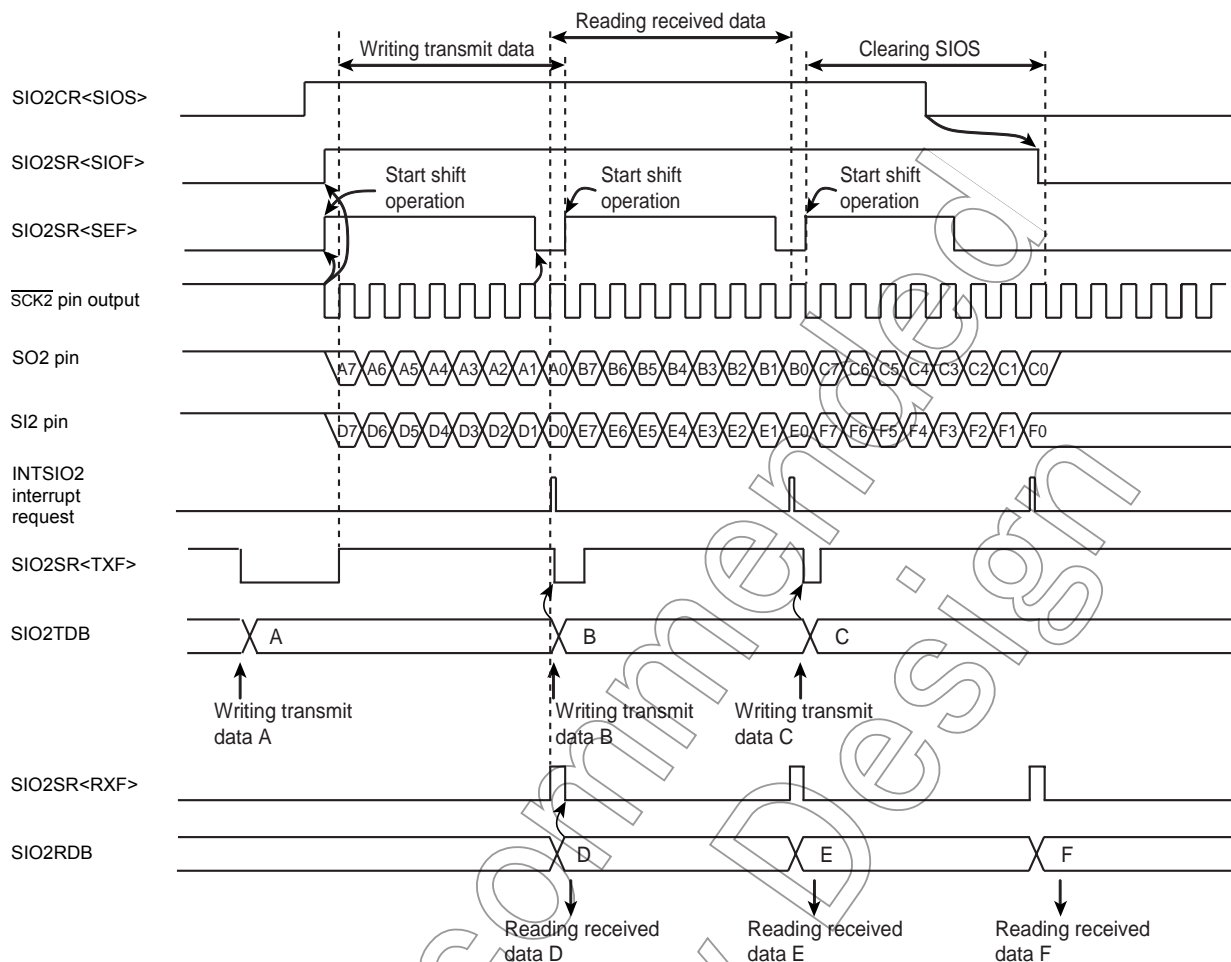 Reading received data
Writing transmit data
Clearing SIOS
SIO2CR<SIOS>
SIO2SR<SIOF>
Start shift
operation
Start shift
operation
Start shift
operation
SIO2SR<SEF>
SCK2 pin output
SO2 pin
A7 A6 A5 A4 A3 A2 A1 A0 B7 B6 B5 B4 B3 B2 B1 B0 C7 C6 C5 C4 C3 C2 C1 C0
SI2 pin
D7 D6 D5 D4 D3 D2 D1 D0 E7 E6 E5 E4 E3 E2 E1 E0 F7 F6 F5 F4 F3 F2 F1 F0
INTSIO2
interrupt
request
SIO2SR<TXF>
SIO2TDB
A
B
C
Writing transmit
data A
Writing transmit
data B
Writing transmit
data C
SIO2SR<RXF>
SIO2RDB
D
E
F
Reading received
data D
Reading received
data E
Reading received
data F
ommended
Design